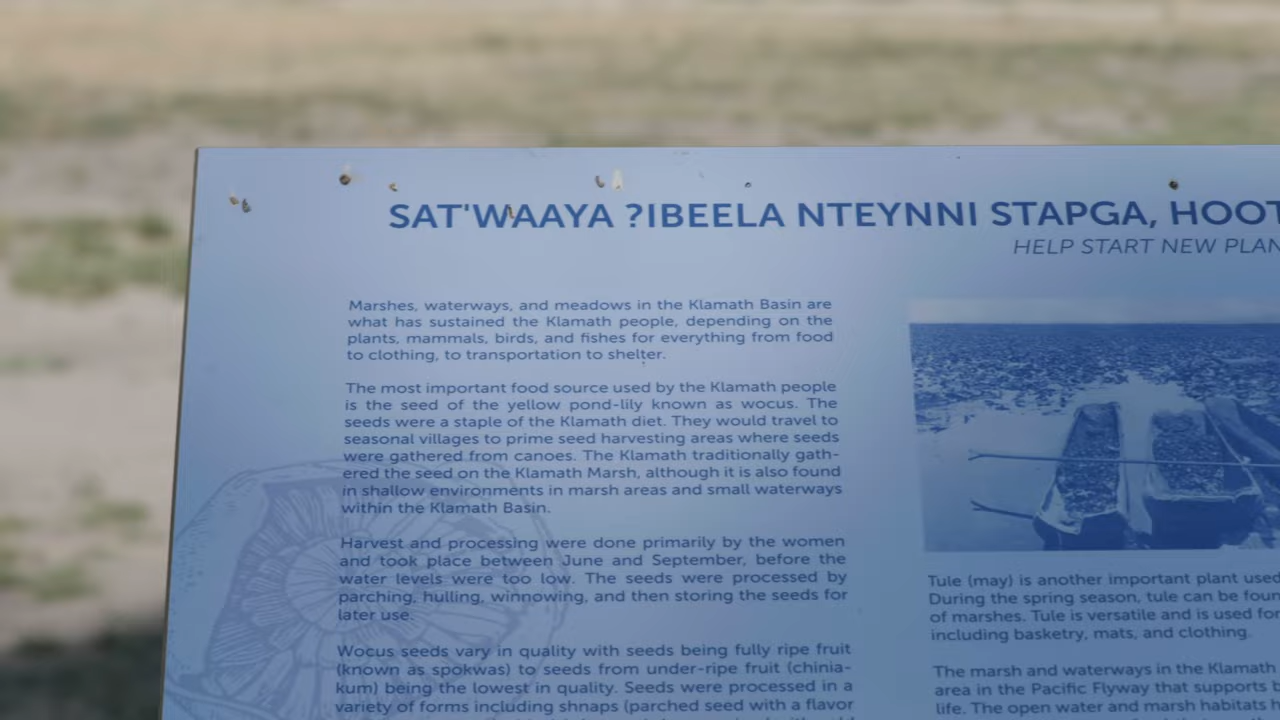 SAT'WAAYA ?IBEELA NTEYNNI STAPGA, HOOT
HELP START NEW PLAN
Marshes, waterways, and meadows in the Klamath Basin are
what has sustained the Klamath people, depending on the
plants, mammals, birds, and fishes for everything from food
to clothing, to transportation to shelter.
The most important food source used by the Klamath people
is the seed of the yellow pond-lily known as wocus. The
seeds were a staple of the Klamath diet. They would travel to
seasonal villages to prime seed harvesting areas where seeds
were gathered from canoes. The Klamath traditionally gath-
ered the seed on the Klamath Marsh, although it is also found
in shallow environments in marsh areas and small waterways
within the Klamath Basin.
Harvest and processing were done primarily by the women
and took place between June and September, before the
water levels were too low. The seeds were processed by
parching, hulling, winnowing, and then storing the seeds for
later use.
Wocus seeds vary in quality with seeds being fully ripe fruit
(known as spokwas) to seeds from under-ripe fruit (chinia-
kum) being the lowest in quality. Seeds were processed in a
variety of forms including shnaps (parched seed with a flavor
Tule (may) is another important plant used
During the spring season, tule can be foun
of marshes. Tule is versatile and is used for
including basketry, mats, and clothing.
The marsh and waterways in the Klamath
area in the Pacific Flyway that supports b
life. The open water and marsh habitats h